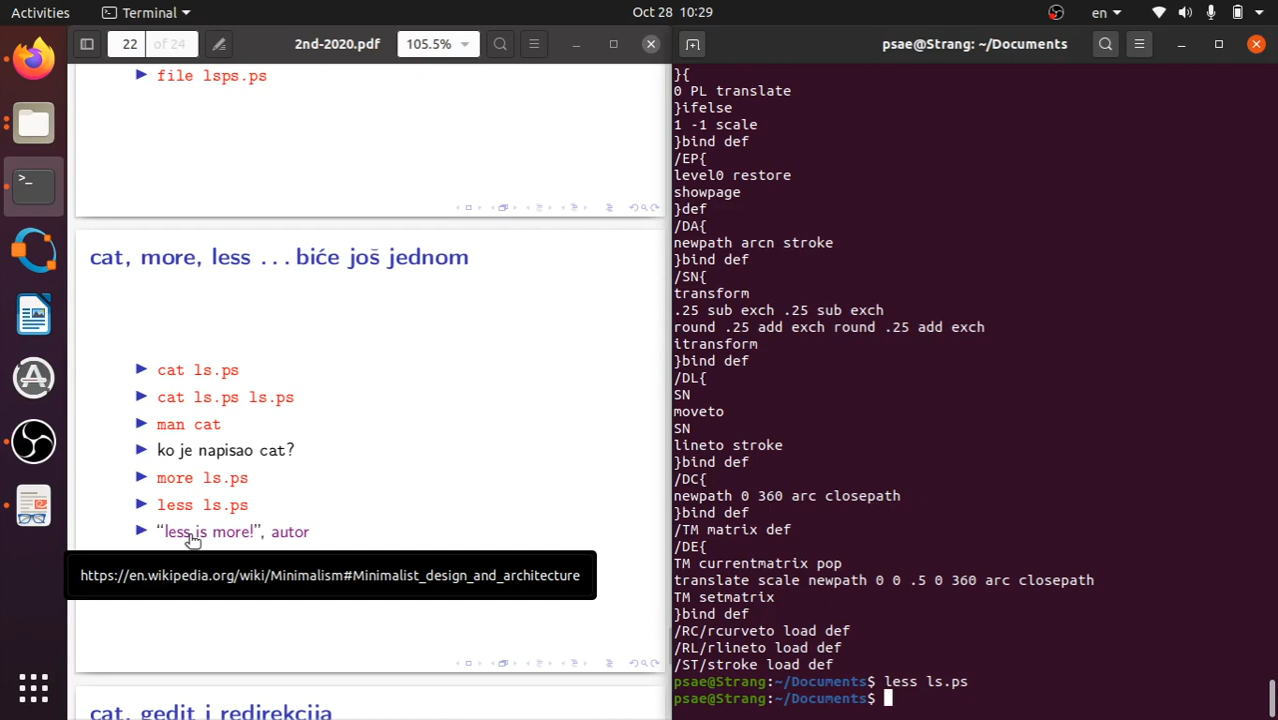 Activities
Terminal
Oct 28 10:29
en
22
of 24
2nd-2020.pdf
105.5%
file lsps.ps
cat, more, less . . . biće još jednom
cat ls.ps
cat ls.ps ls.ps
man cat
ko je napisao cat?
more ls.ps
less ls.ps
“less is more!”, autor
https://en.wikipedia.org/wiki/Minimalism#Minimalist_design_and_architecture
cat, gedit i redirekcija
psae@Strang: ~/Documents
}{
0 PL translate
}ifelse
1 -1 scale
}bind def
/EP{
level0 restore
showpage
}def
/DA{
newpath arcn stroke
}bind def
/SN{
transform
.25 sub exch .25 sub exch
round .25 add exch round .25 add exch
itransform
}bind def
/DL{
SN
moveto
SN
lineto stroke
}bind def
/DC{
newpath 0 360 arc closepath
}bind def
/TM matrix def
/DE{
TM currentmatrix pop
translate scale newpath 0 0 .5 0 360 arc closepath
TM setmatrix
}bind def
/RC/rcurveto load def
/RL/rlineto load def
/ST/stroke load def
psae@Strang:~/Documents$ less ls.ps
psae@Strang:~/Documents$